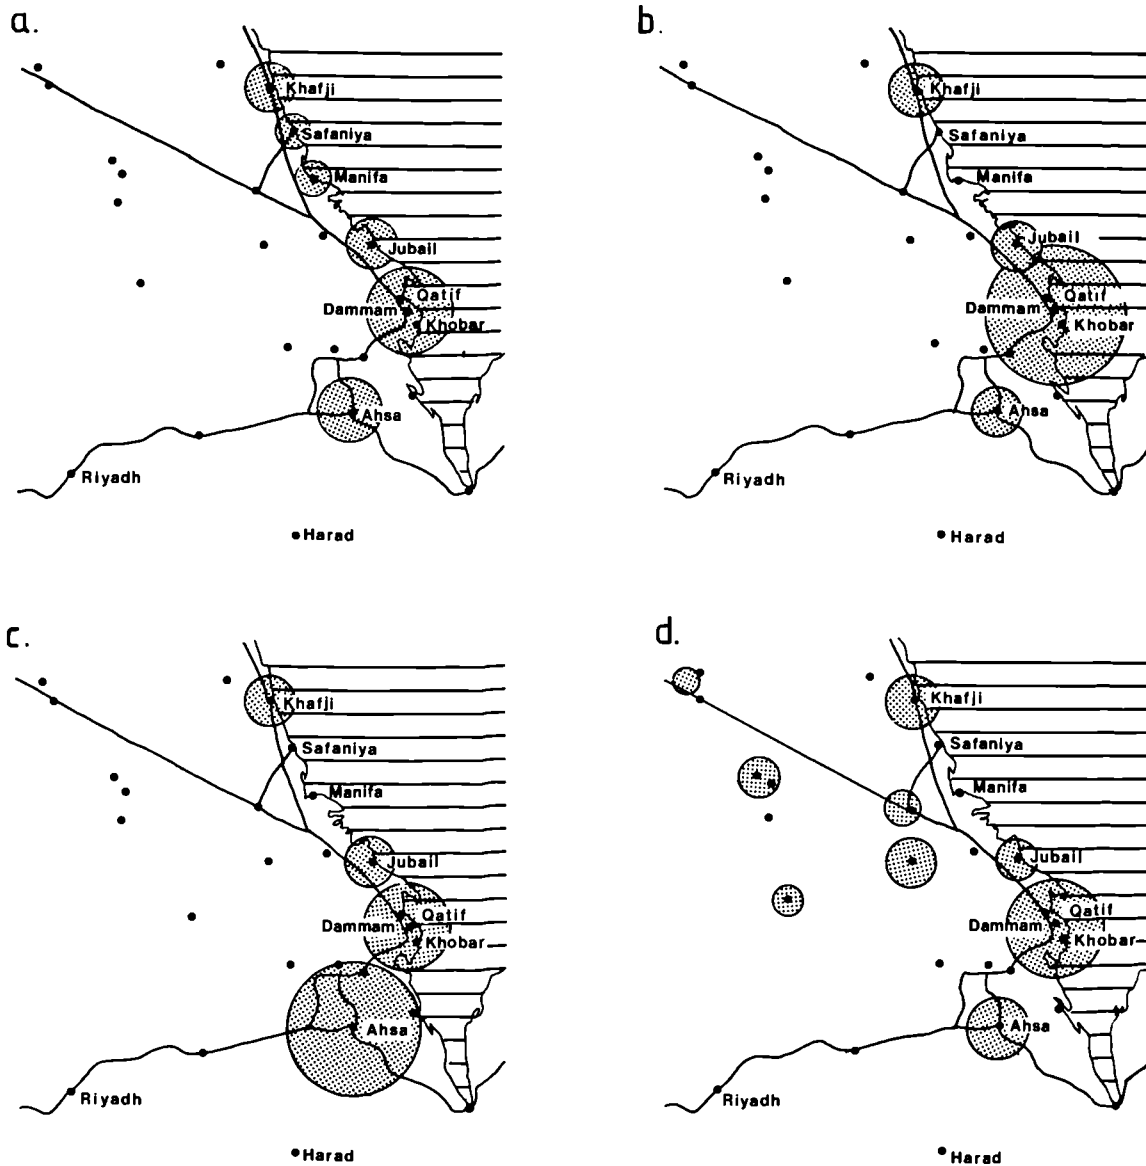 a.
Khafji
Safaniya
Manifa
Jubail
Qatif
Dammam
Khobar
Ahsa
Riyadh
Harad
b.
Khafji
Safaniya
Manifa
Jubail
Qatif
Dammam
Khobar
Ahsa
Riyadh
Harad
c.
Khafji
Safaniya
Manifa
Jubail
Qatif
Dammam
Khobar
Ahsa
Riyadh
Harad
d.
Khafji
Safaniya
Manifa
Jubail
Qatif
Dammam
Khobar
Ahsa
Riyadh
Harad